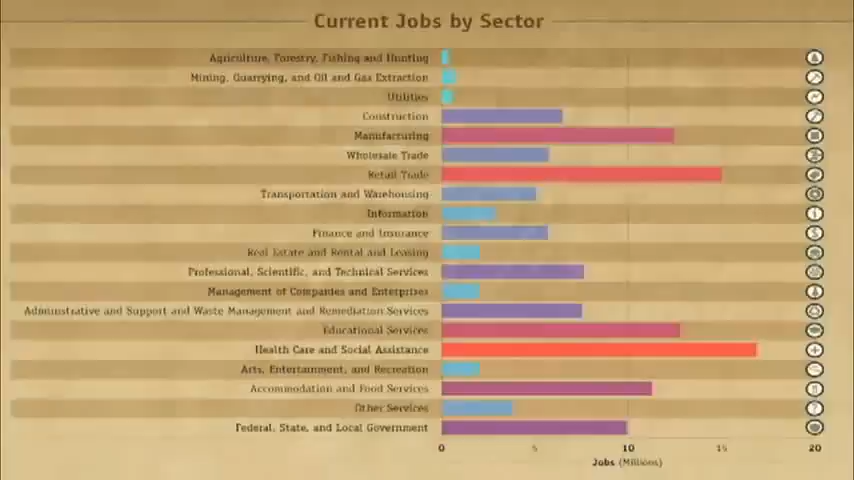 Current Jobs by Sector
Agriculture, Forestry, Fishing and Hunting
Mining, Quarrying, and Oil and Gas Extraction
Utilities
Construction
Manufacturing
Wholesale Trade
Retail Trade
Transportation and Warehousing
Information
Finance and Insurance
Real Estate and Rental and Leasing
Professional, Scientific, and Technical Services
Management of Companies and Enterprises
Administrative and Support and Waste Management and Remediation Services
Educational Services
Health Care and Social Assistance
Arts, Entertainment, and Recreation
Accommodation and Food Services
Other Services
Federal, State, and Local Government
0 5 10 15 20
Jobs (Millions)